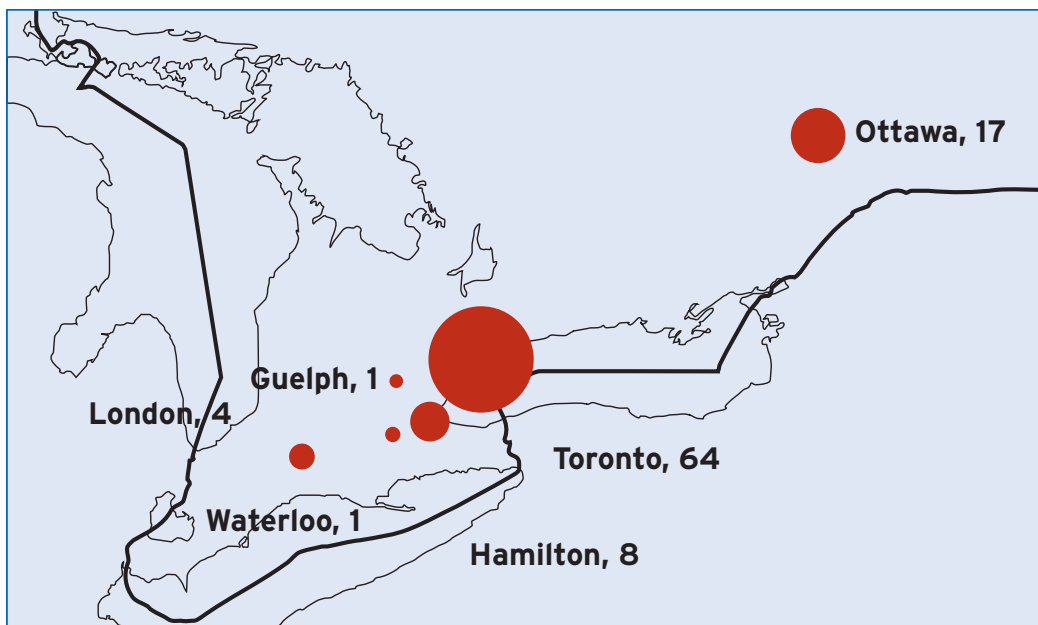 Ottawa, 17
Guelph, 1
London, 4
Toronto, 64
Waterloo, 1
Hamilton, 8